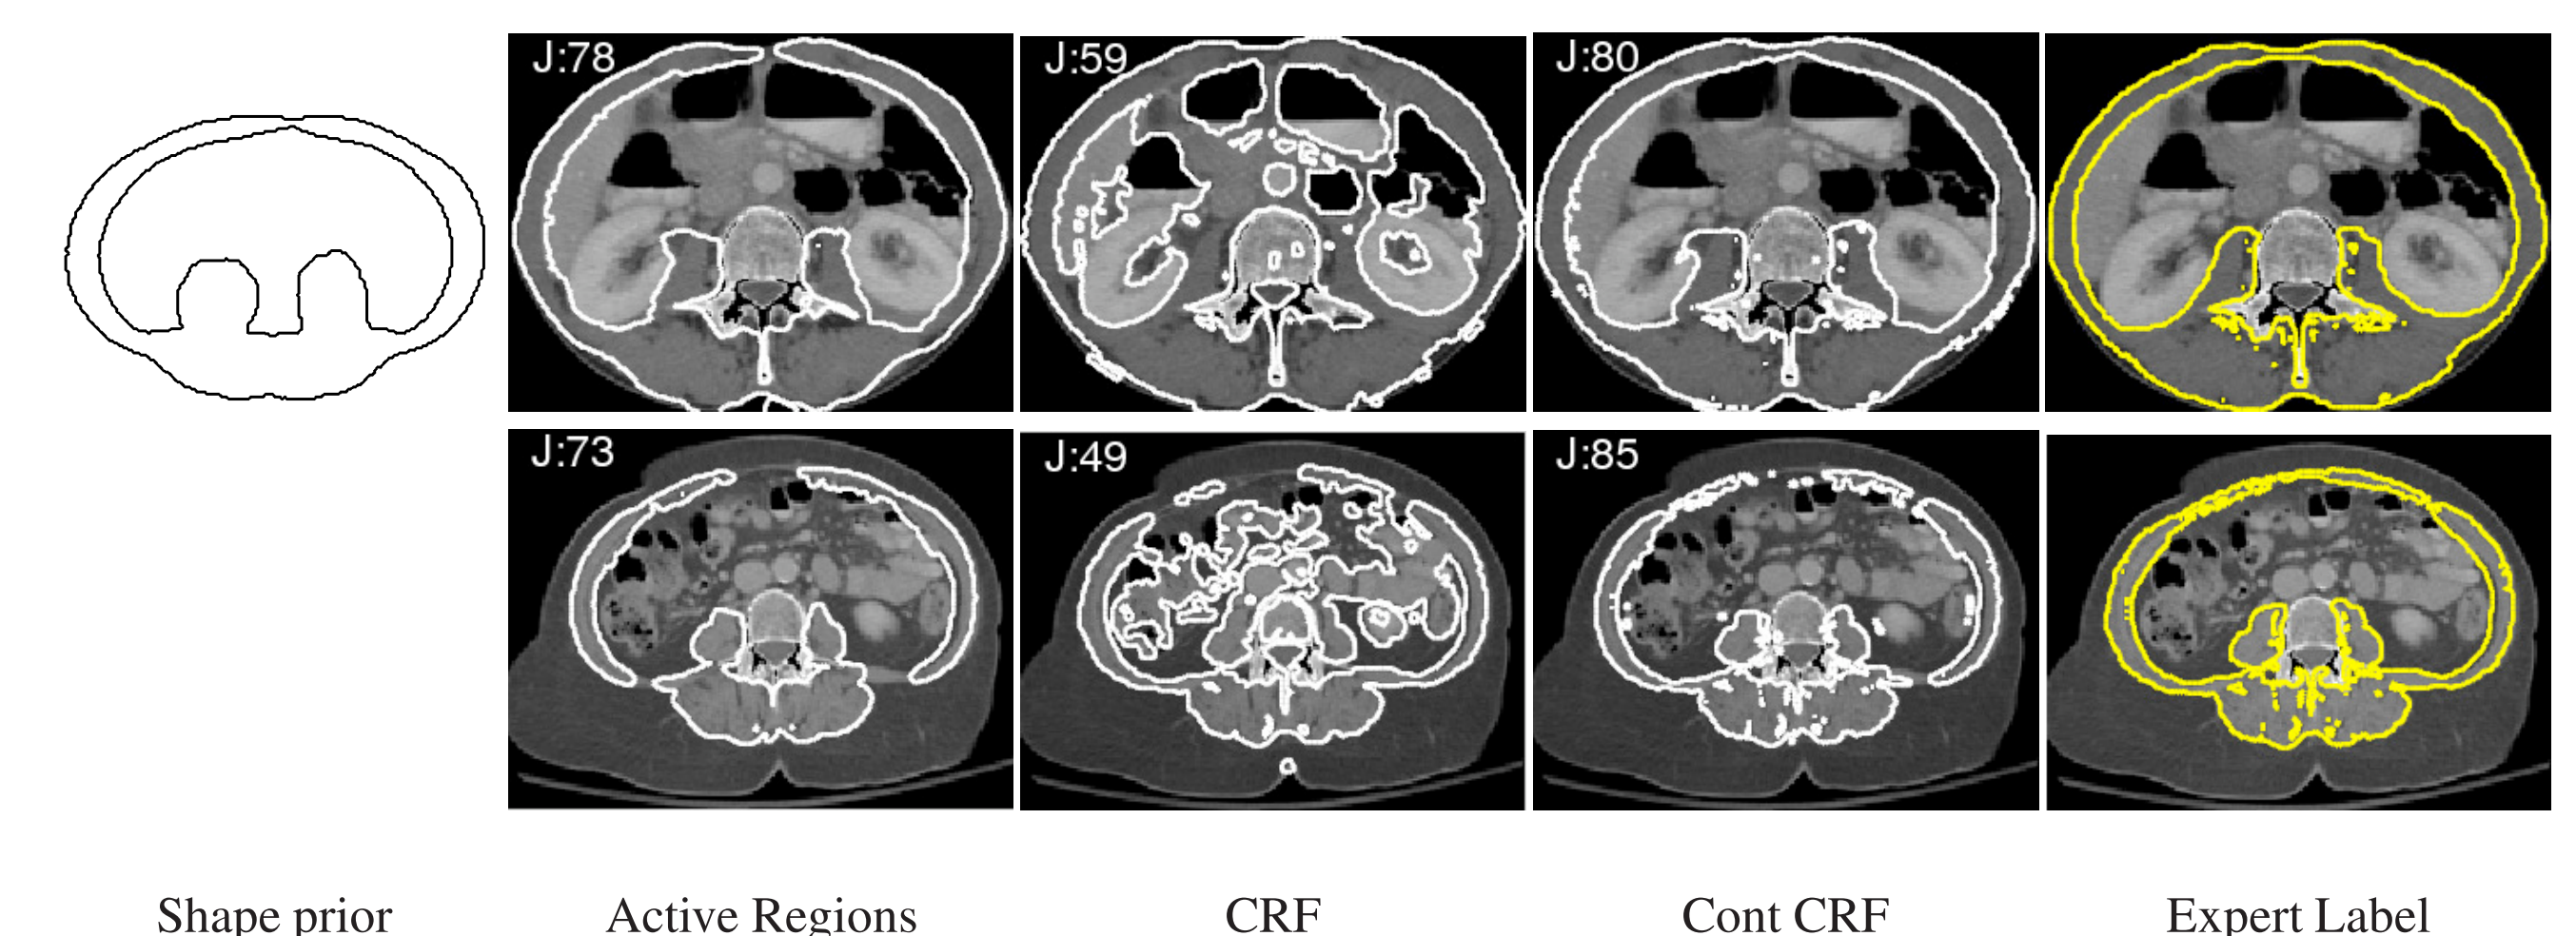 J:78
J:59
J:80
J:73
J:49
J:85
Shape prior
Active Regions
CRF
Cont CRF
Expert Label